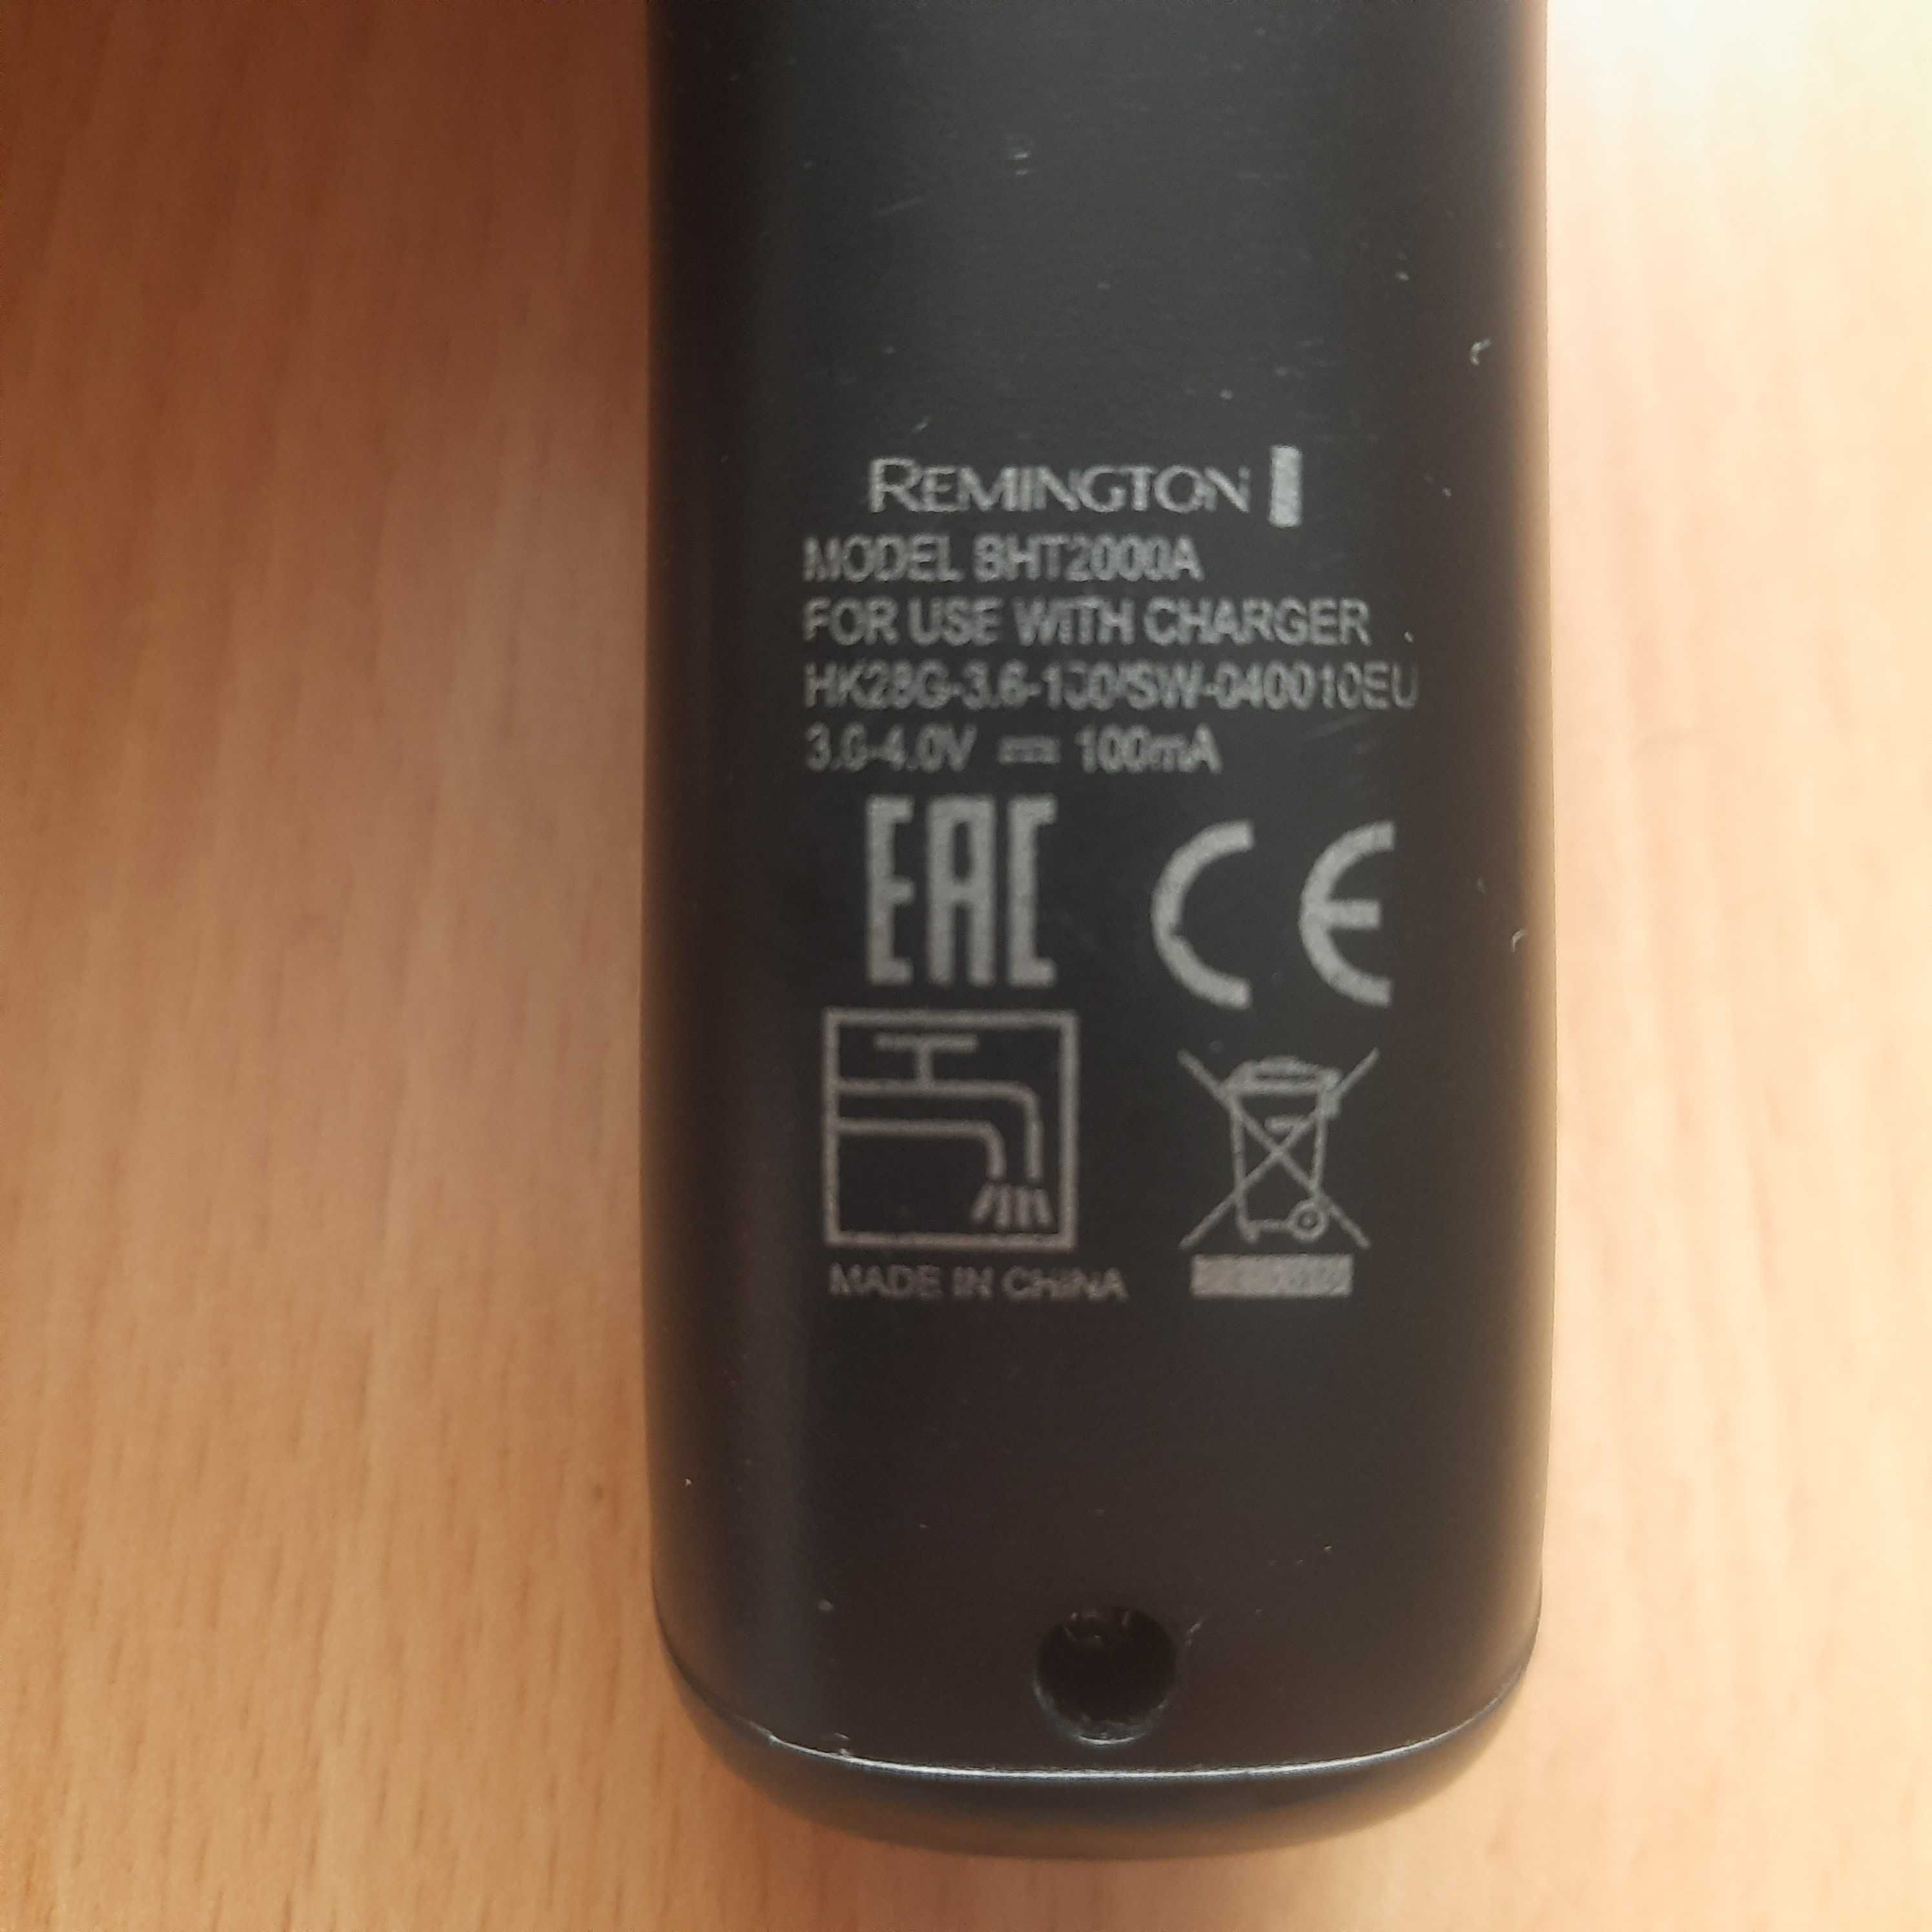 REMINGTON
MODEL BHT2000A
FOR USE WITH CHARGER
HK28G-3.6-100/SW-040010EU
3.6-4.0V ⎓ 100mA
EAC CE
MADE IN CHINA